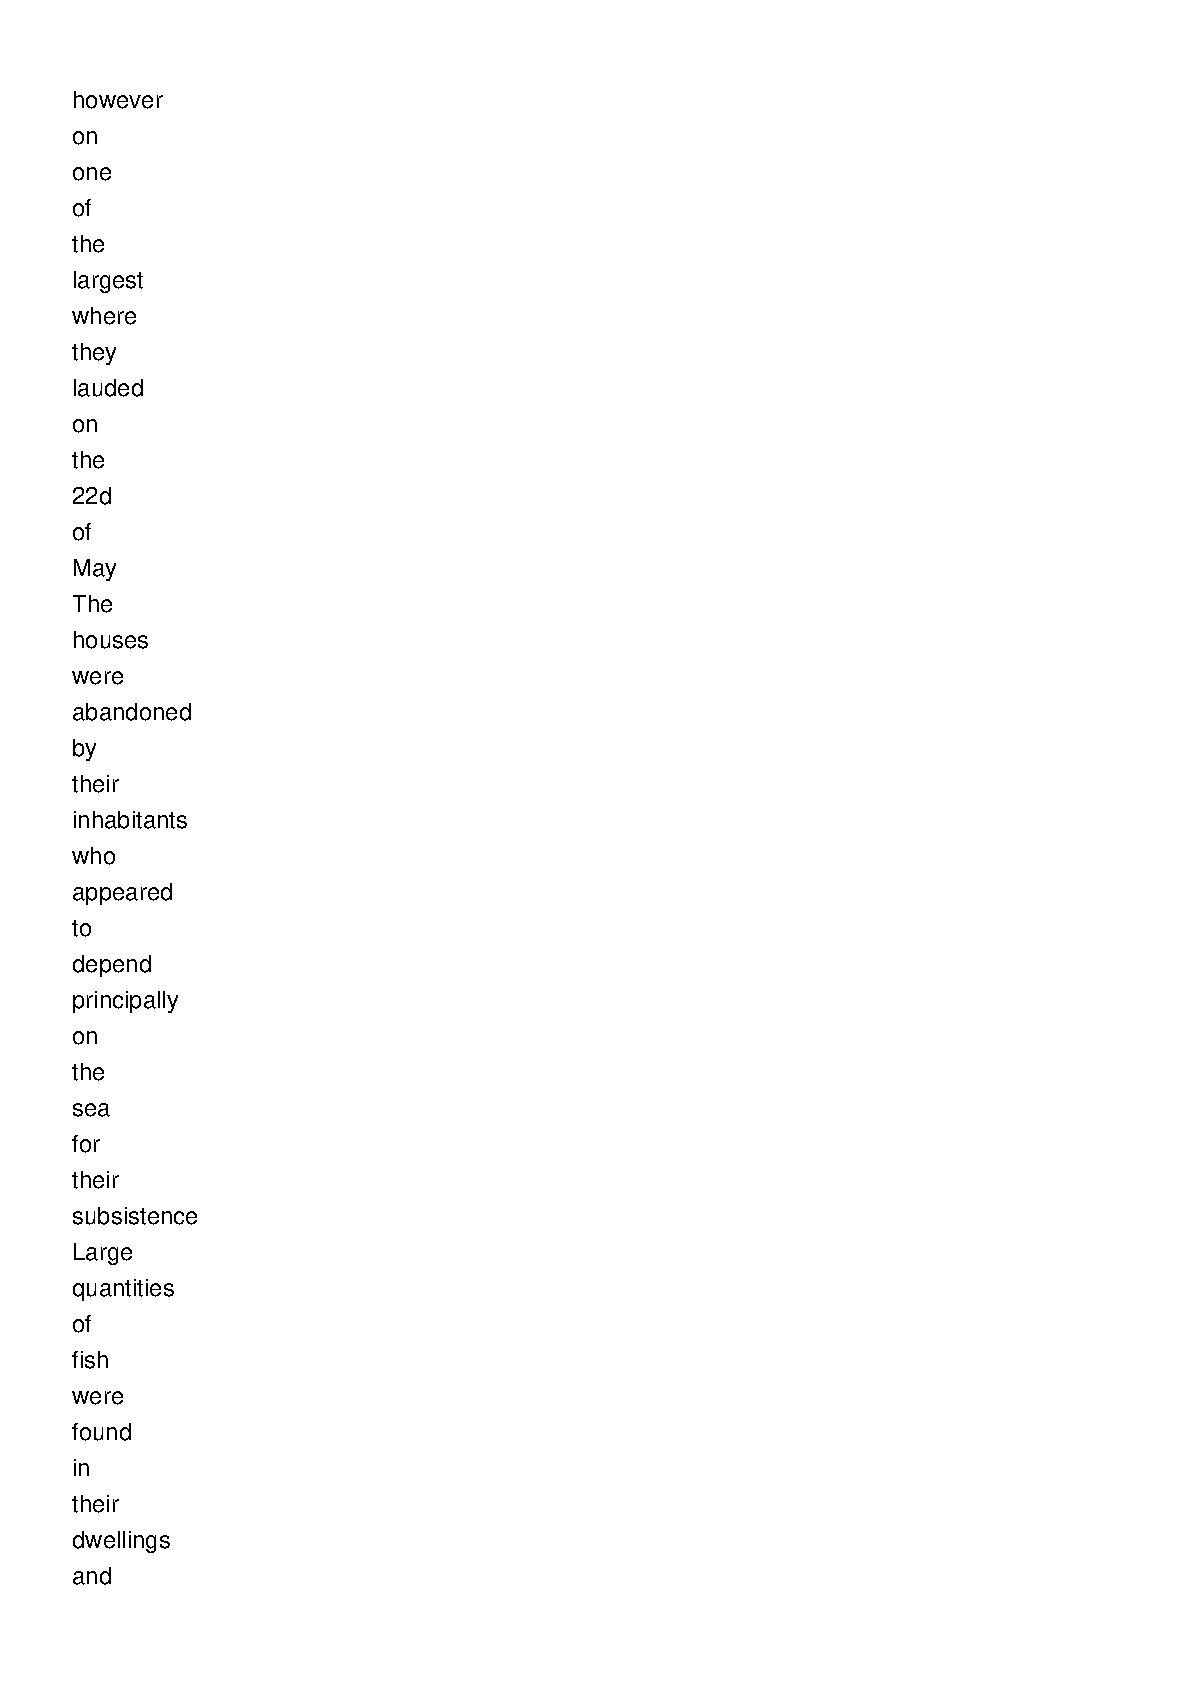 however
on
one
of
the
largest
where
they
lauded
on
the
22d
of
May
The
houses
were
abandoned
by
their
inhabitants
who
appeared
to
depend
principally
on
the
sea
for
their
subsistence
Large
quantities
of
fish
were
found
in
their
dwellings
and